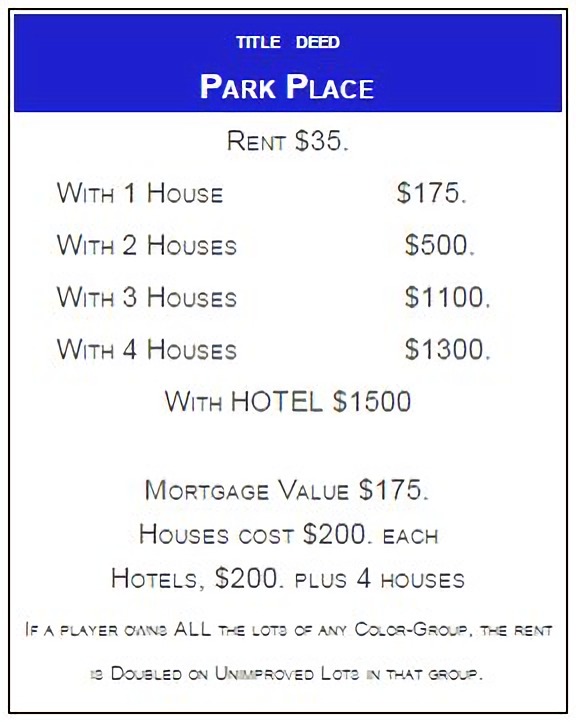 TITLE DEED
PARK PLACE
RENT $35.
WITH 1 HOUSE $175.
WITH 2 HOUSES $500.
WITH 3 HOUSES $1100.
WITH 4 HOUSES $1300.
WITH HOTEL $1500
MORTGAGE VALUE $175.
HOUSES COST $200. EACH
HOTELS, $200. PLUS 4 HOUSES
IF A PLAYER OWNS ALL THE LOTS OF ANY COLOR-GROUP, THE RENT
IS DOUBLED ON UNIMPROVED LOTS IN THAT GROUP.